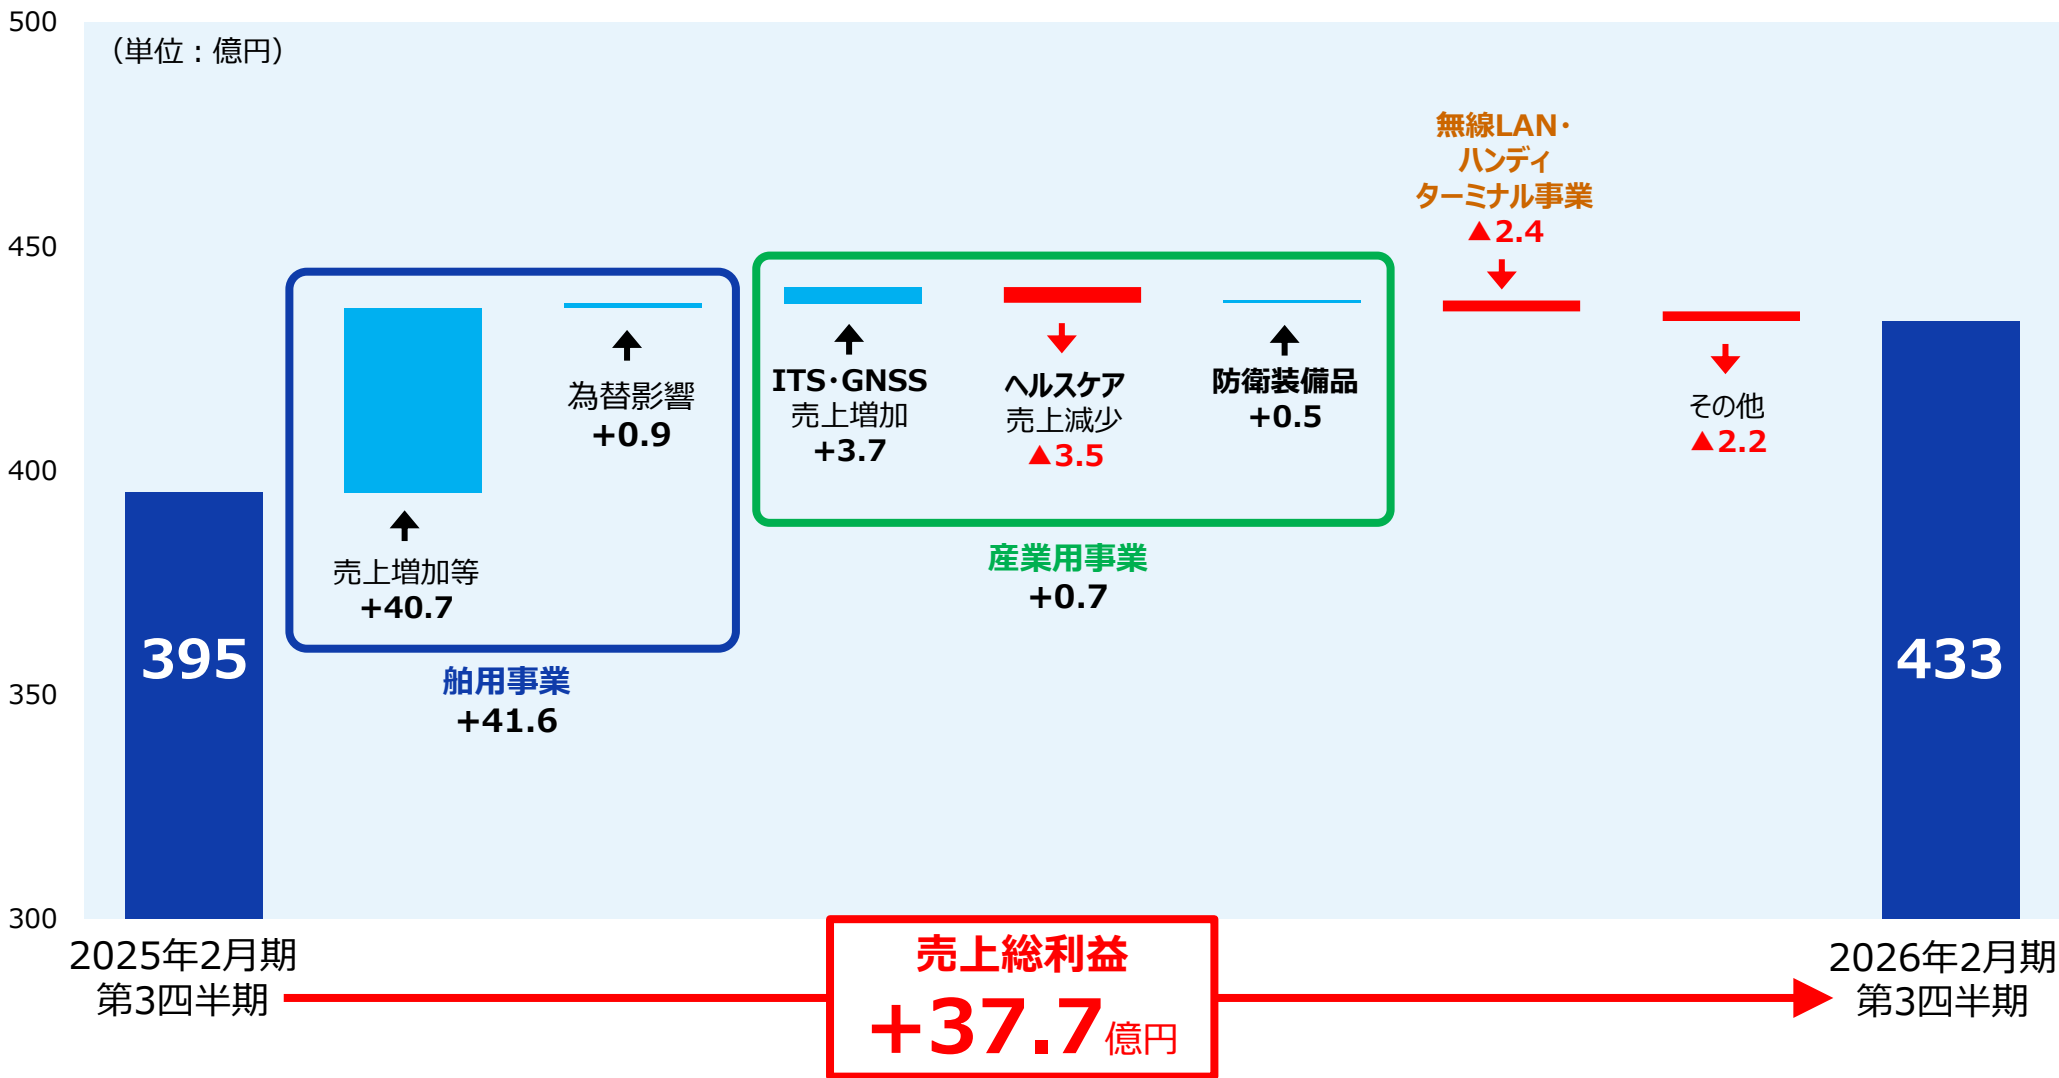 500
（単位：億円）
450
400
350
300
395
売上増加等
+40.7
為替影響
+0.9
舶用事業
+41.6
ITS・GNSS
売上増加
+3.7
ヘルスケア
売上減少
▲3.5
防衛装備品
+0.5
産業用事業
+0.7
無線LAN・
ハンディ
ターミナル事業
▲2.4
その他
▲2.2
433
2025年2月期
第3四半期
売上総利益
+37.7億円
2026年2月期
第3四半期